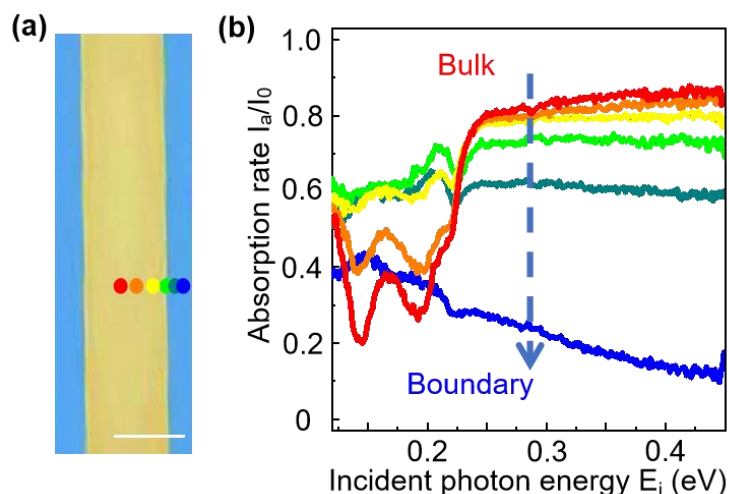 (a)
(b)
Absorption rate Iₐ/I₀
1.0
0.8
0.6
0.4
0.2
0
Bulk
Boundary
0.2 0.3 0.4
Incident photon energy Eᵢ (eV)